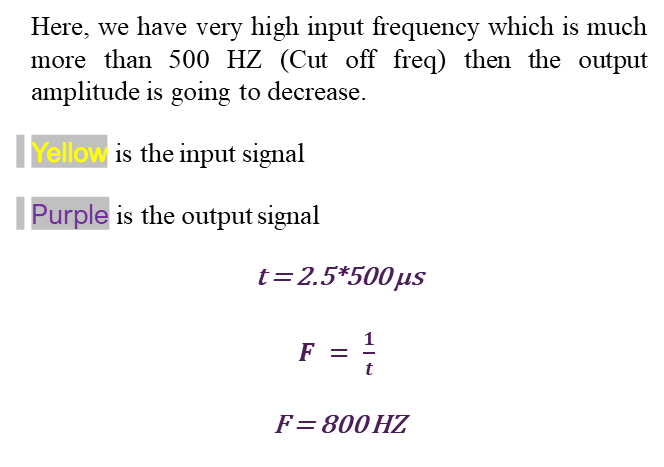 Here, we have very high input frequency which is much
more than 500 HZ (Cut off freq) then the output
amplitude is going to decrease.
Yellow is the input signal
Purple is the output signal
t = 2.5*500 μs
F = 1/t
F = 800 HZ